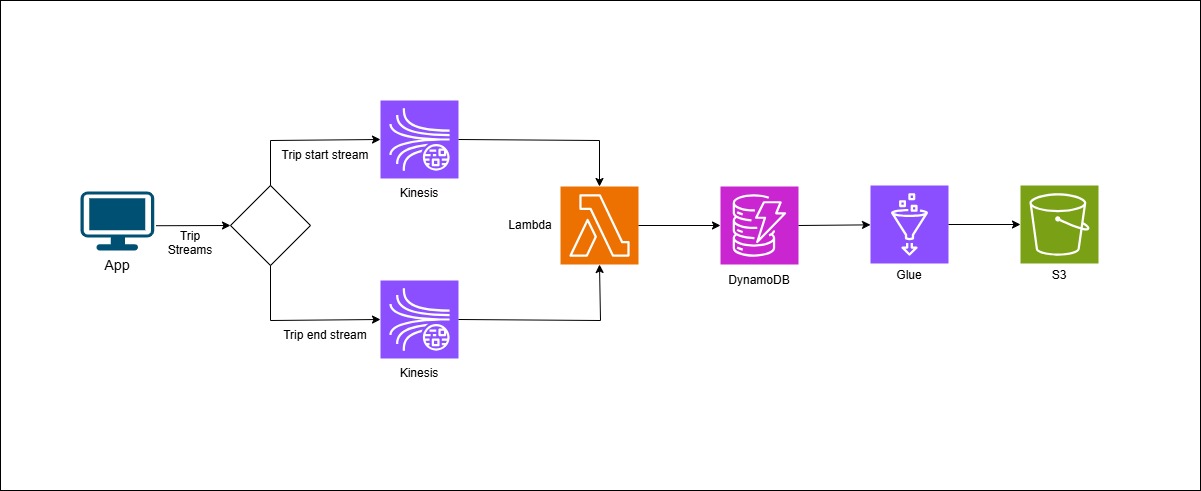 Trip start stream
Kinesis
Trip
Streams
App
Lambda
DynamoDB
Glue
S3
Trip end stream
Kinesis